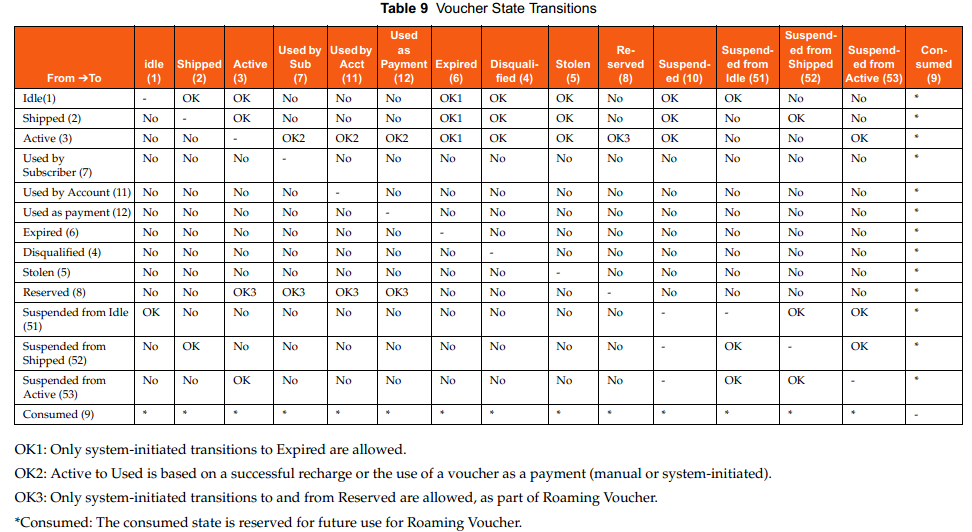 Table 9 Voucher State Transitions
From ➔To | idle (1) | Shipped (2) | Active (3) | Used by Sub (7) | Used by Acct (11) | Used as Payment (12) | Expired (6) | Disquali-fied (4) | Stolen (5) | Re-served (8) | Suspend-ed (10) | Suspend-ed from Idle (51) | Suspend-ed from Shipped (52) | Suspend-ed from Active (53) | Con-sumed (9)
Idle(1) | - | OK | OK | No | No | No | OK1 | OK | OK | No | OK | OK | No | No | *
Shipped (2) | No | - | OK | No | No | No | OK1 | OK | OK | No | OK | No | OK | No | *
Active (3) | No | No | - | OK2 | OK2 | OK2 | OK1 | OK | OK | OK3 | OK | No | No | OK | *
Used by Subscriber (7) | No | No | No | - | No | No | No | No | No | No | No | No | No | No | *
Used by Account (11) | No | No | No | No | - | No | No | No | No | No | No | No | No | No | *
Used as payment (12) | No | No | No | No | No | - | No | No | No | No | No | No | No | No | *
Expired (6) | No | No | No | No | No | No | - | No | No | No | No | No | No | No | *
Disqualified (4) | No | No | No | No | No | No | No | - | No | No | No | No | No | No | *
Stolen (5) | No | No | No | No | No | No | No | No | - | No | No | No | No | No | *
Reserved (8) | No | No | OK3 | OK3 | OK3 | OK3 | No | No | No | - | No | No | No | No | *
Suspended from Idle (51) | OK | No | No | No | No | No | No | No | No | No | - | - | OK | OK | *
Suspended from Shipped (52) | No | OK | No | No | No | No | No | No | No | No | - | OK | - | OK | *
Suspended from Active (53) | No | No | OK | No | No | No | No | No | No | No | - | OK | OK | - | *
Consumed (9) | * | * | * | * | * | * | * | * | * | * | * | * | * | * | -
OK1: Only system-initiated transitions to Expired are allowed.
OK2: Active to Used is based on a successful recharge or the use of a voucher as a payment (manual or system-initiated).
OK3: Only system-initiated transitions to and from Reserved are allowed, as part of Roaming Voucher.
*Consumed: The consumed state is reserved for future use for Roaming Voucher.